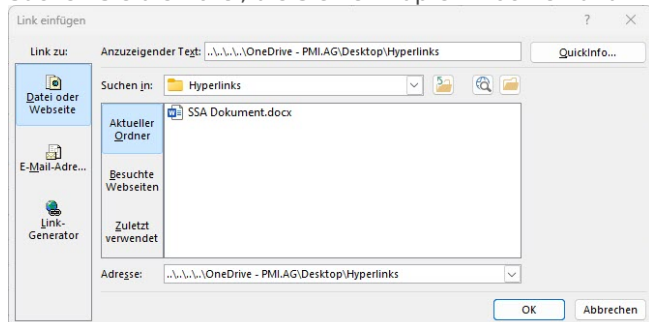 Link einfügen
?
Link zu:
Anzuzeigender Text: ..\..\..\..\OneDrive - PMI.AG\Desktop\Hyperlinks
QuickInfo...
Datei oder
Webseite
Suchen in: Hyperlinks
Aktueller
Ordner
SSA Dokument.docx
E-Mail-Adre...
Besuchte
Webseiten
Link-
Generator
Zuletzt
verwendet
Adresse: ..\..\..\..\OneDrive - PMI.AG\Desktop\Hyperlinks
OK
Abbrechen